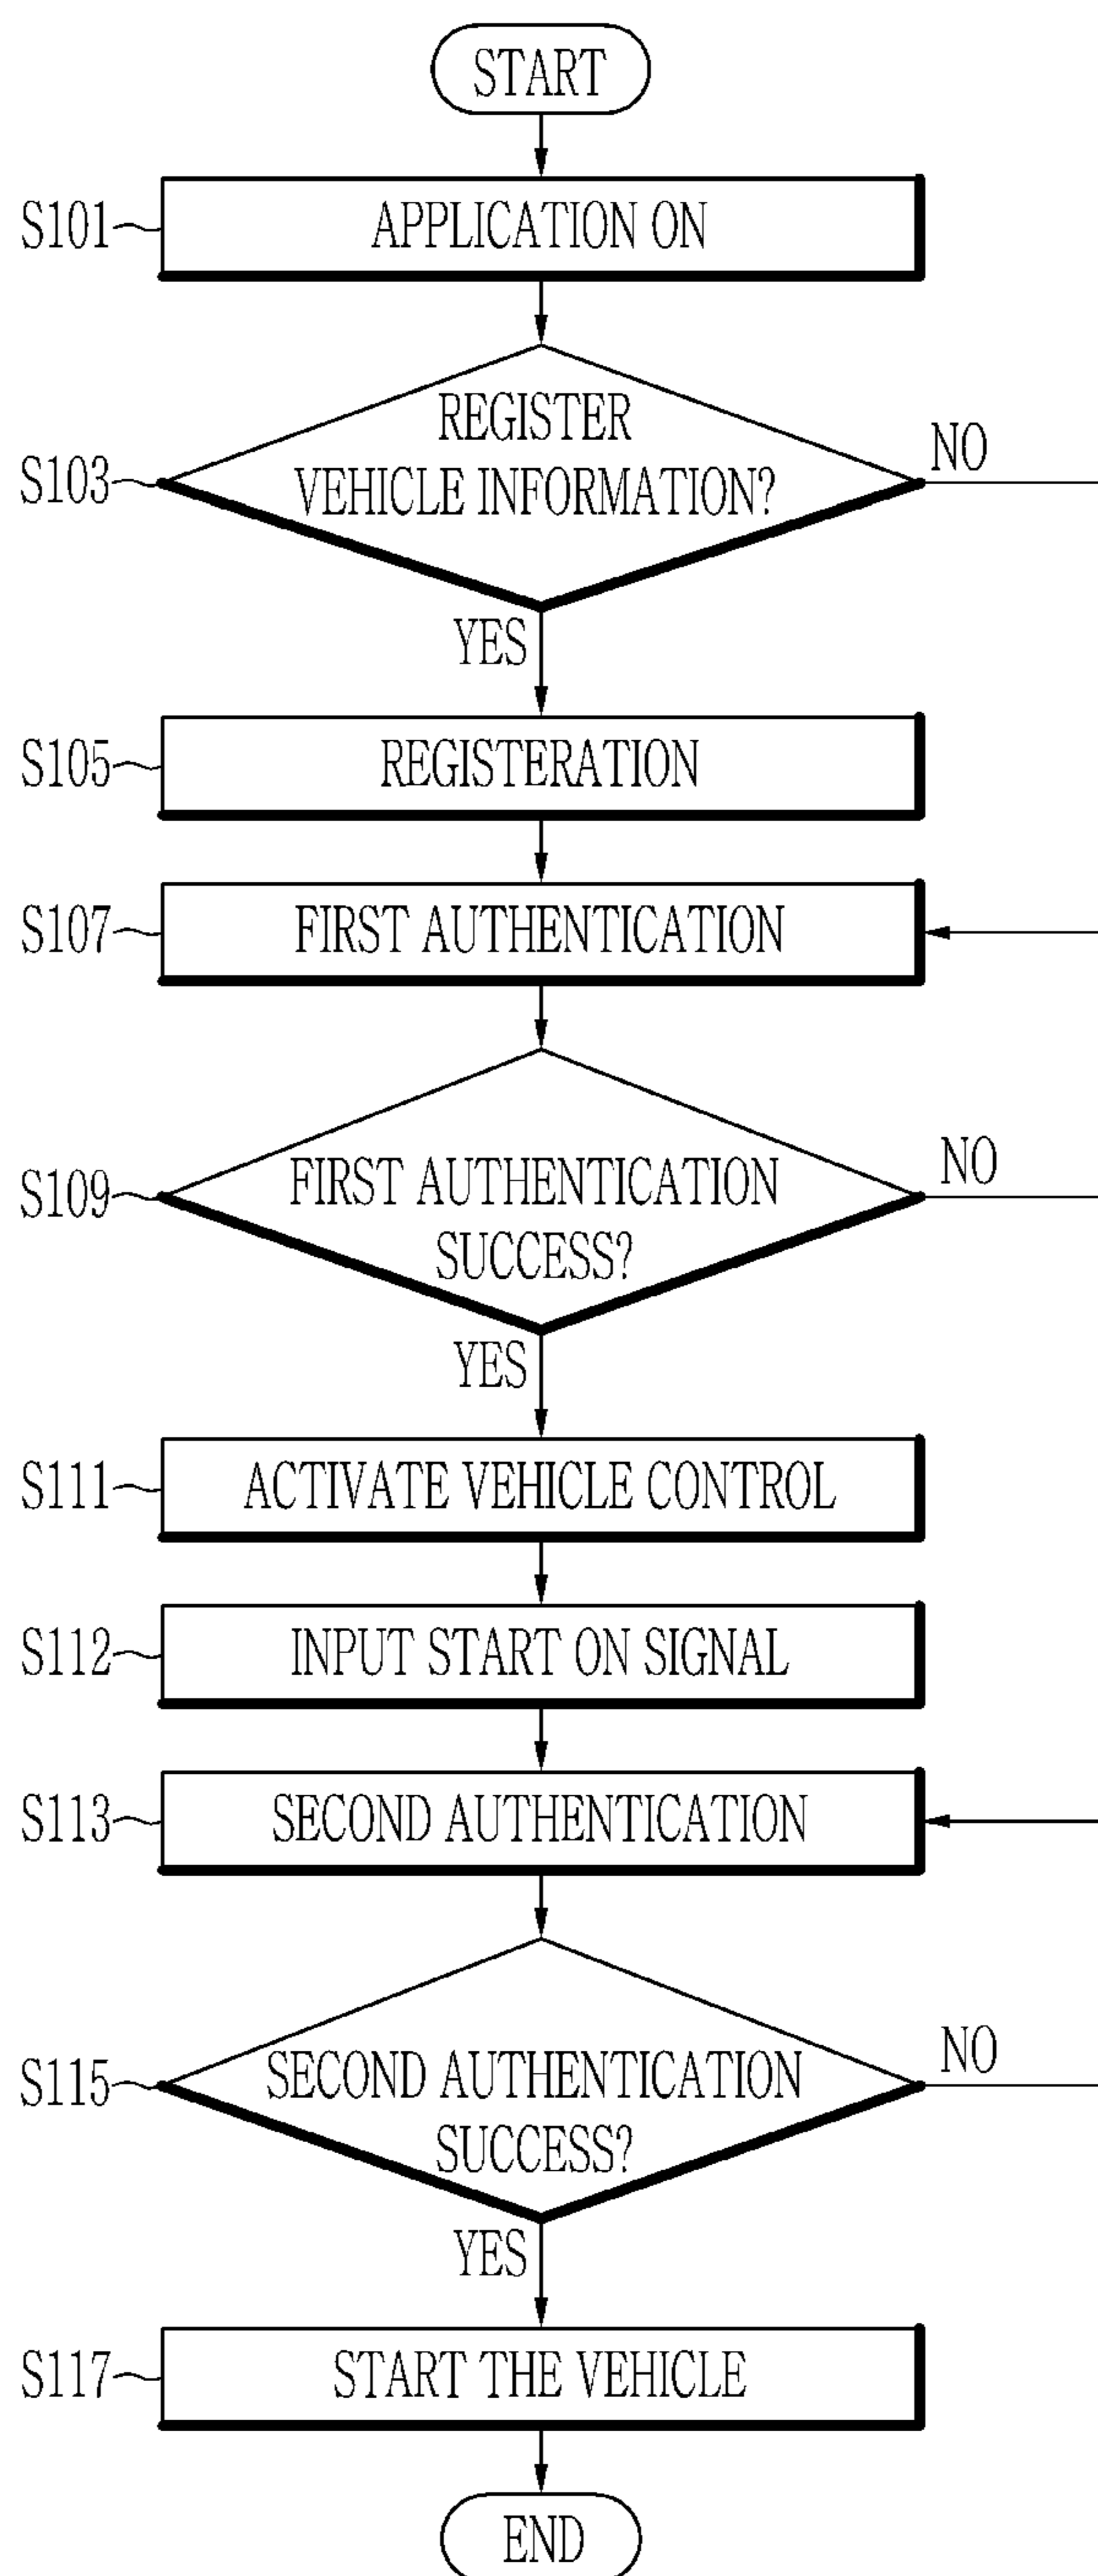 START
S101
APPLICATION ON
S103
REGISTER
VEHICLE INFORMATION?
NO
YES
S105
REGISTERATION
S107
FIRST AUTHENTICATION
S109
FIRST AUTHENTICATION
SUCCESS?
NO
YES
S111
ACTIVATE VEHICLE CONTROL
S112
INPUT START ON SIGNAL
S113
SECOND AUTHENTICATION
S115
SECOND AUTHENTICATION
SUCCESS?
NO
YES
S117
START THE VEHICLE
END